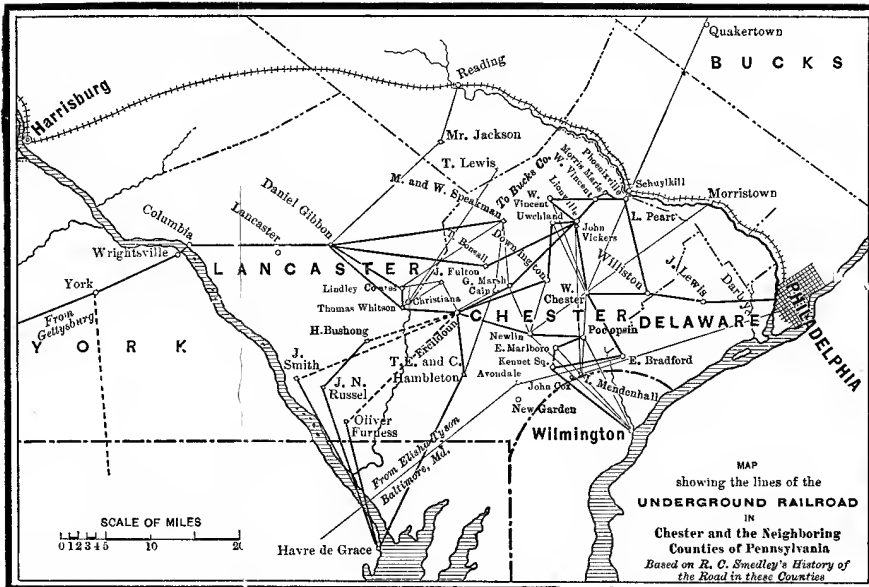 Quakertown
BUCKS
Harrisburg
Reading
Mr. Jackson
T. Lewis
M. and W. Speakman
To Bucks Co.
Morris Maris
W. Vincent
Phoenixville
Schuylkill
Morristown
W.
Vincent
Lionville
Uwchland
L. Peart
John
Vickers
Daniel Gibbon
Lancaster
Columbia
Wrightsville
York
From
Gettysburg
LANCASTER
T. Bonsall
Downington
J. Fulton
G. Marsh
Cain
Lindley Coates
Christiana
Thomas Whitson
Williston
J. Lewis
Darby
PHILADELPHIA
W.
Chester
CHESTER
DELAWARE
YORK
H. Bushong
Ercildoun
Newlin
Pocopsin
E. Marlboro
Kennet Sq.
E. Bradford
J.
Smith
T. E. and C.
Hambleton
Avondale
John Cox
Mendenhall
J. N.
Russel
New Garden
Oliver
Furness
Wilmington
From Elisha Tyson
Baltimore, Md.
Havre de Grace
SCALE OF MILES
0 1 2 3 4 5 10 20
MAP
showing the lines of the
UNDERGROUND RAILROAD
IN
Chester and the Neighboring
Counties of Pennsylvania
Based on R. C. Smedley's History of
the Road in these Counties